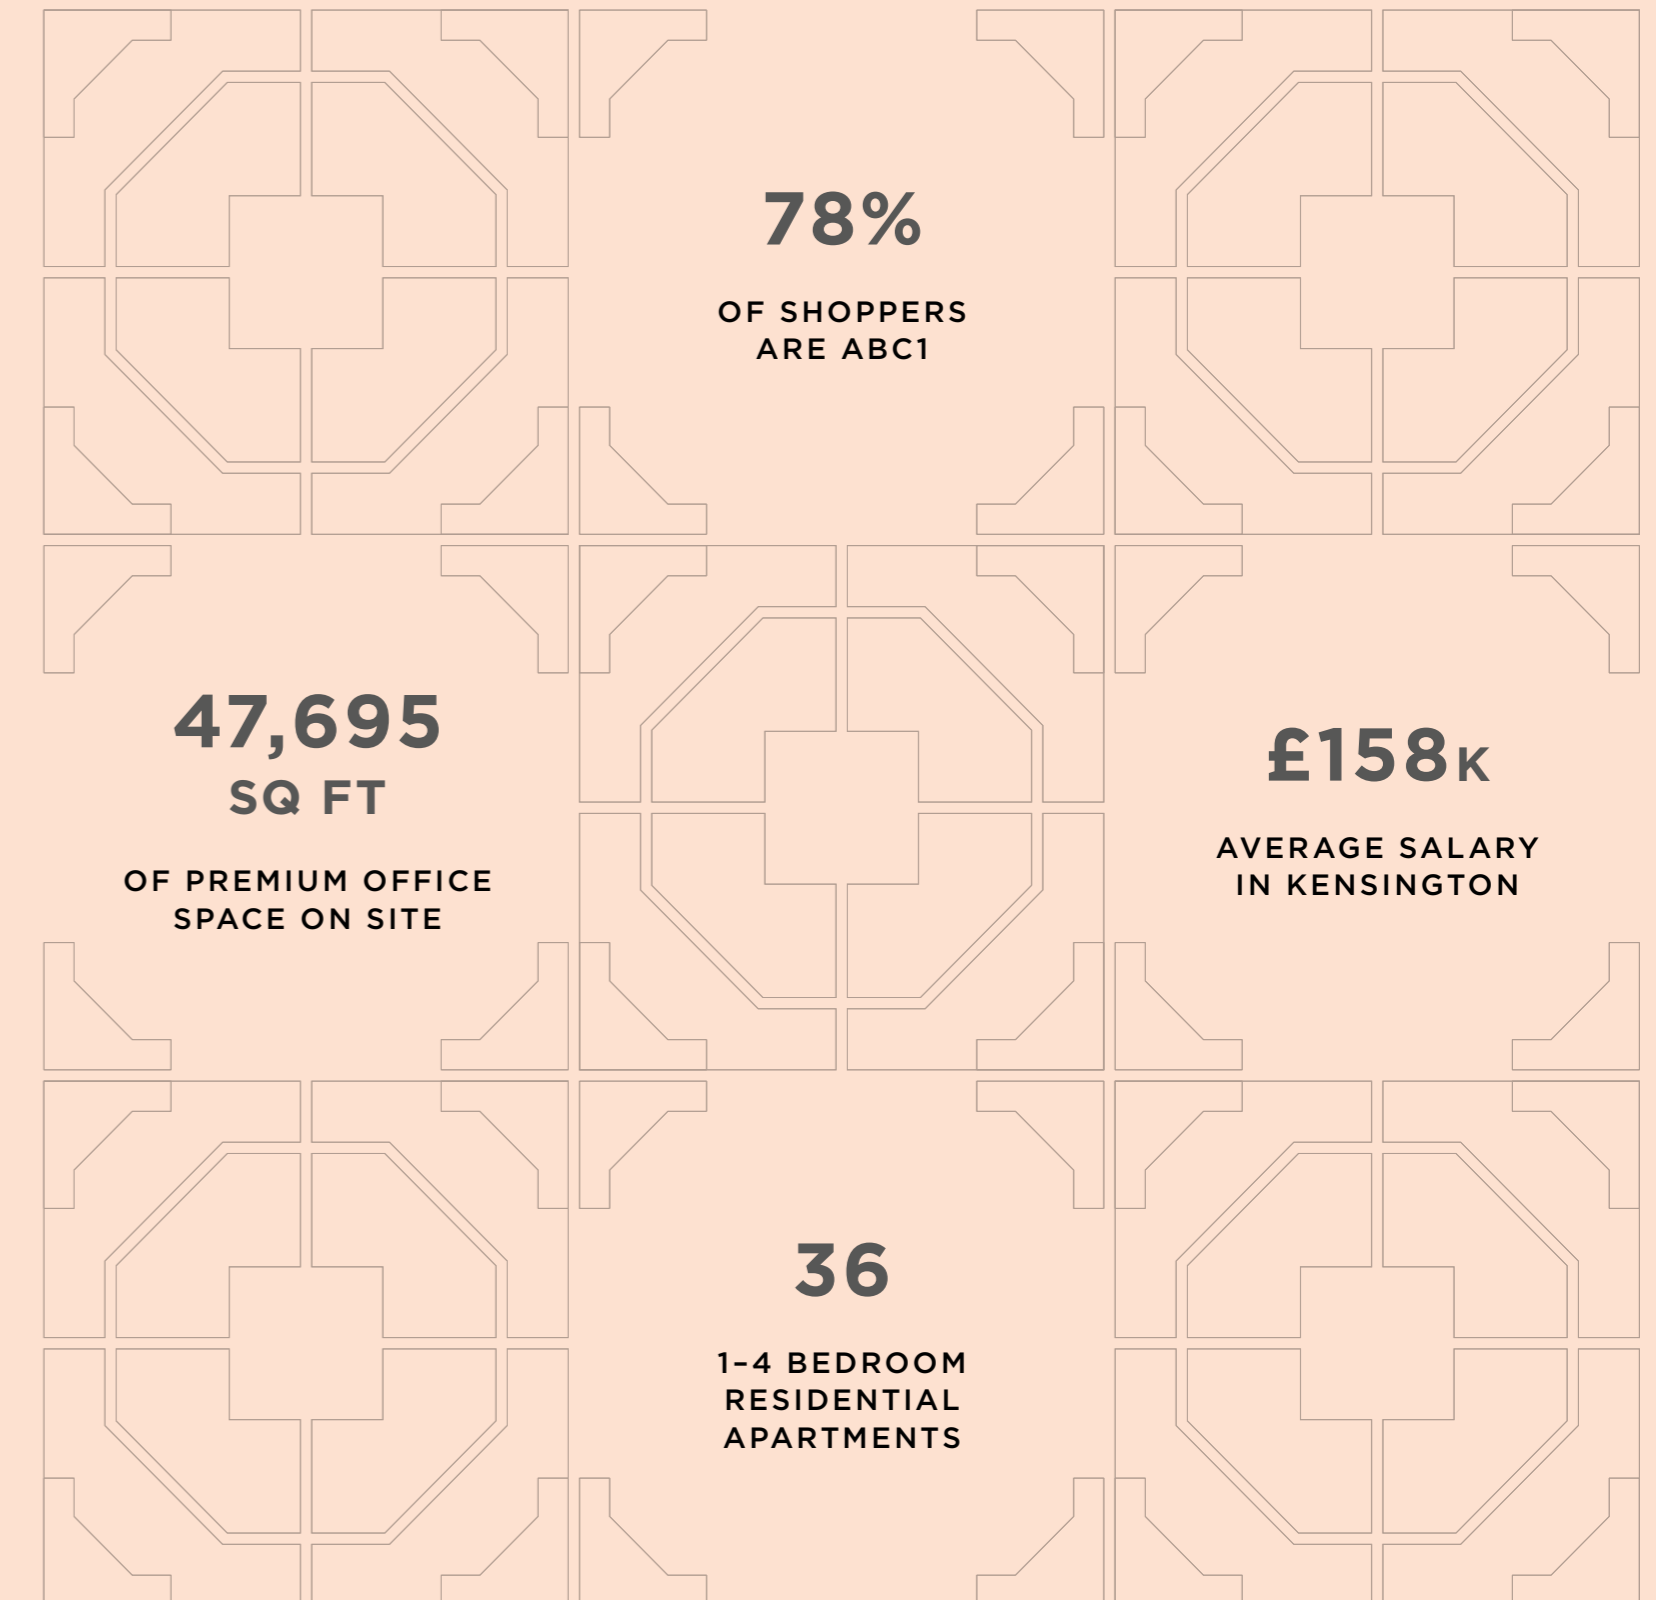 78%
OF SHOPPERS
ARE ABC1
47,695
SQ FT
OF PREMIUM OFFICE
SPACE ON SITE
£158K
AVERAGE SALARY
IN KENSINGTON
36
1–4 BEDROOM
RESIDENTIAL
APARTMENTS